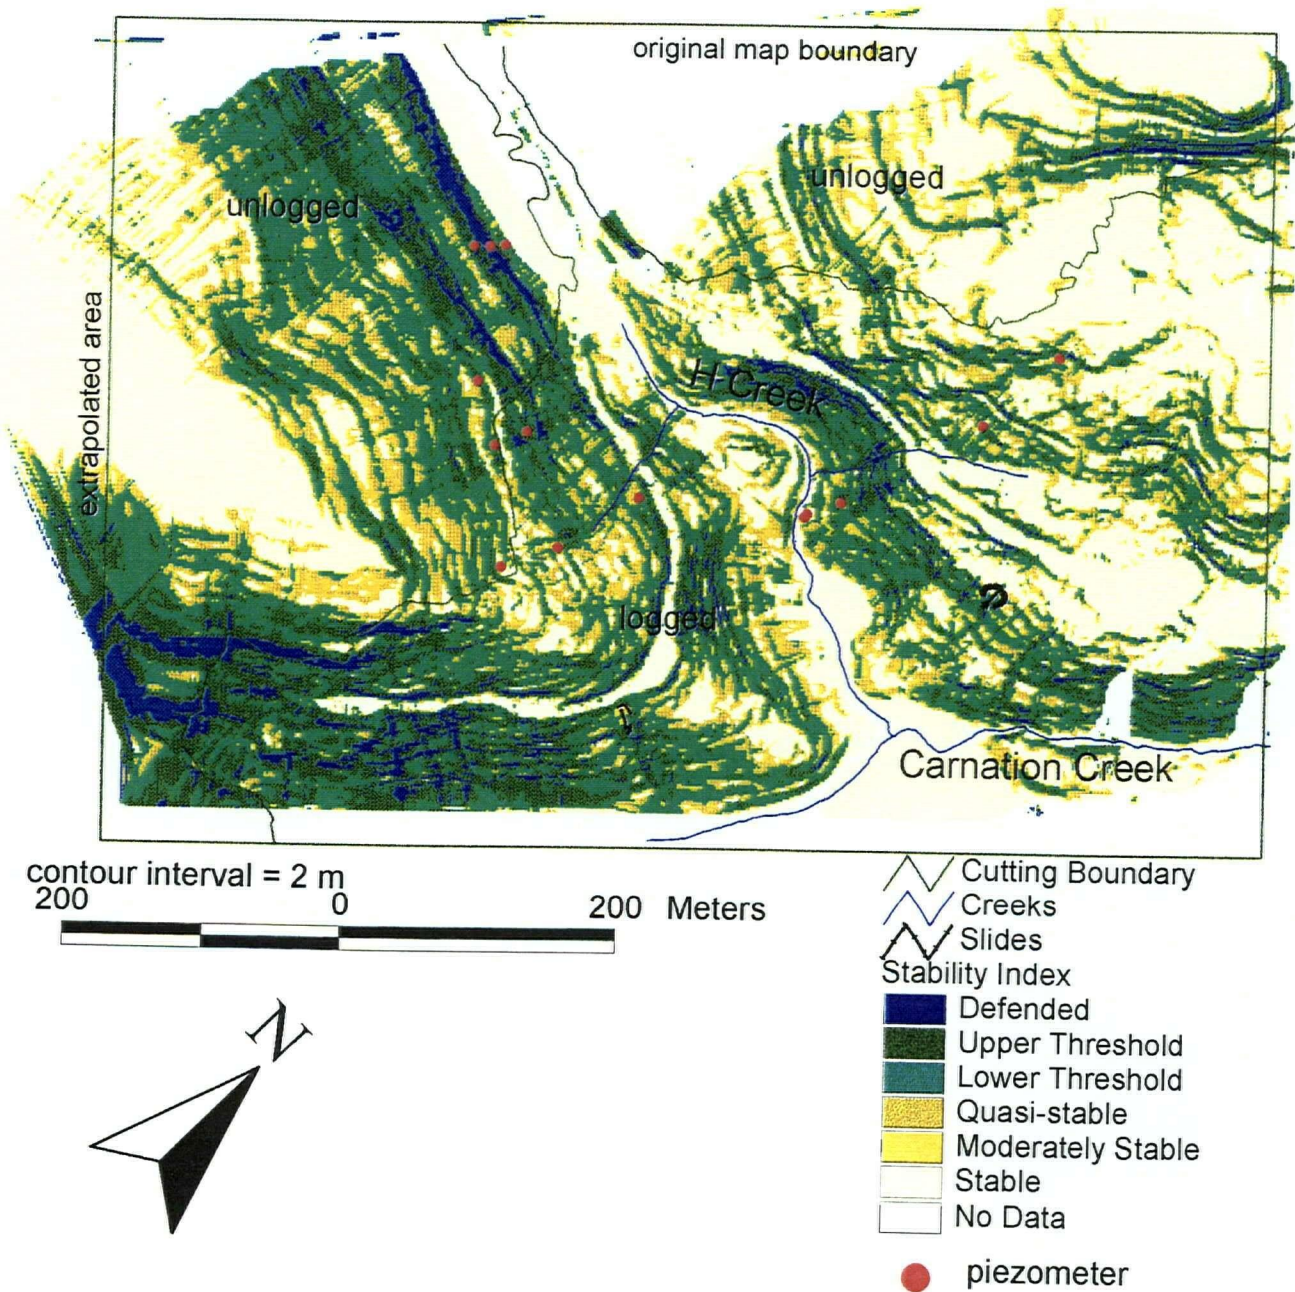 original map boundary
unlogged
unlogged
extrapolated area
H-Creek
logged
Carnation Creek
contour interval = 2 m
200 0 200 Meters
Cutting Boundary
Creeks
Slides
Stability Index
Defended
Upper Threshold
Lower Threshold
Quasi-stable
Moderately Stable
Stable
No Data
piezometer
N